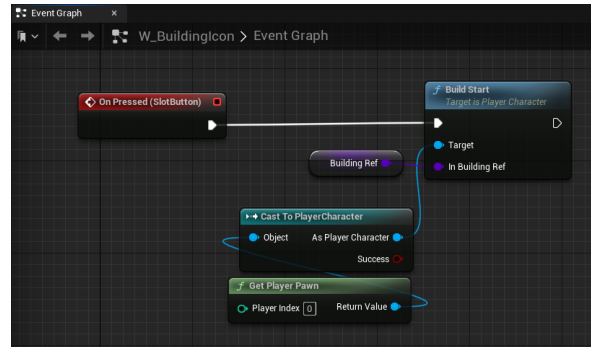 Event Graph ×
W_BuildingIcon > Event Graph
On Pressed (SlotButton)
f Build Start
Target is Player Character
Target
Building Ref
In Building Ref
Cast To PlayerCharacter
Object As Player Character
Success
f Get Player Pawn
Player Index 0 Return Value